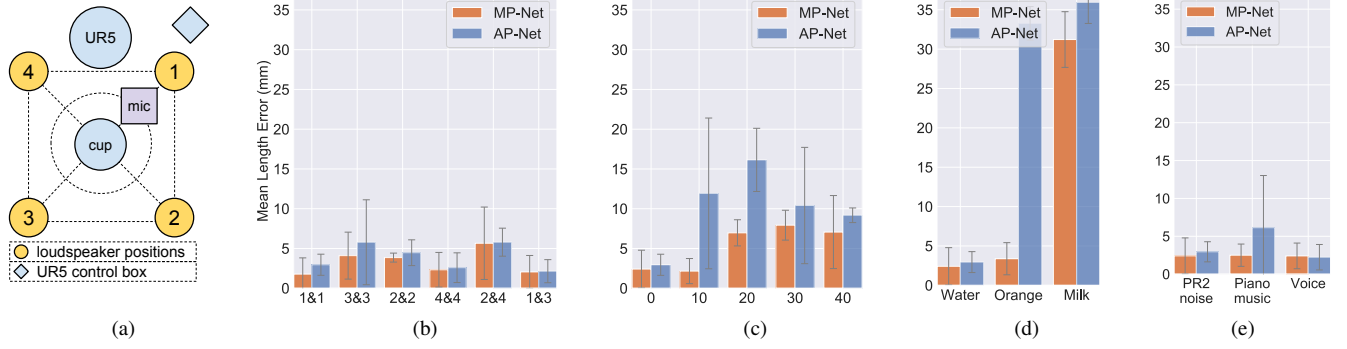 UR5
4
1
mic
cup
3
2
loudspeaker positions
UR5 control box
(a)
Mean Length Error (mm)
35
30
25
20
15
10
5
0
MP-Net
AP-Net
1&1 3&3 2&2 4&4 2&4 1&3
(b)
35
30
25
20
15
10
5
0
MP-Net
AP-Net
0 10 20 30 40
(c)
35
30
25
20
15
10
5
0
MP-Net
AP-Net
Water Orange Milk
(d)
35
30
25
20
15
10
5
0
MP-Net
AP-Net
PR2 noise
Piano music
Voice
(e)